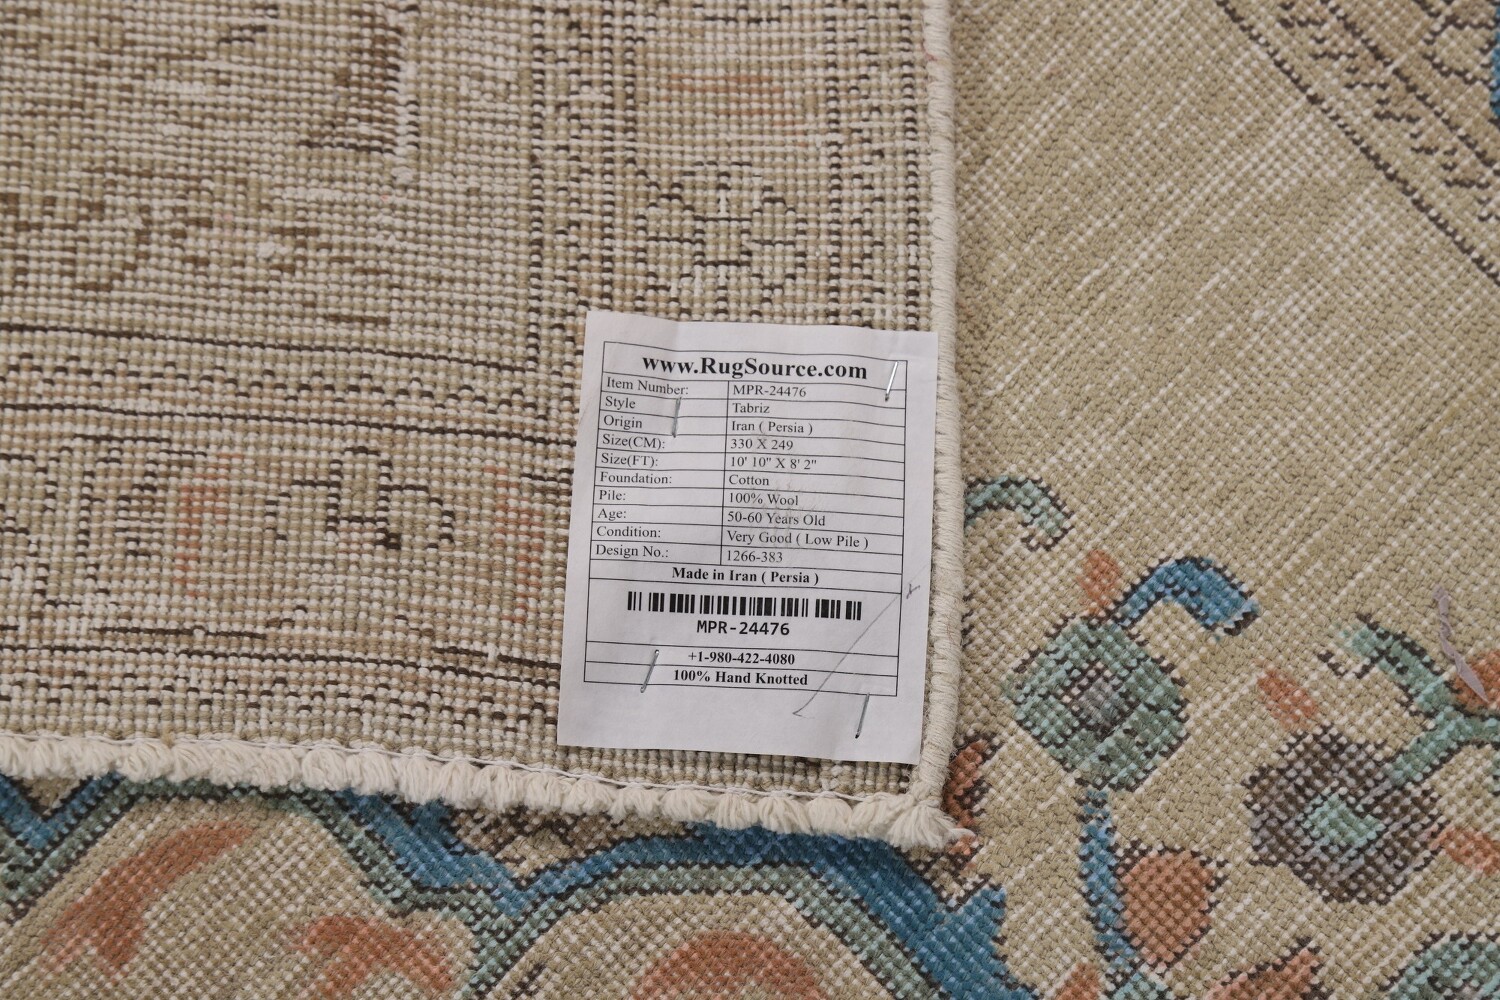 www.RugSource.com
Item Number: MPR-24476
Style Tabriz
Origin Iran ( Persia )
Size(CM): 330 X 249
Size(FT): 10' 10" X 8' 2"
Foundation: Cotton
Pile: 100% Wool
Age: 50-60 Years Old
Condition: Very Good ( Low Pile )
Design No.: 1266-383
Made in Iran ( Persia )
MPR-24476
+1-980-422-4080
100% Hand Knotted